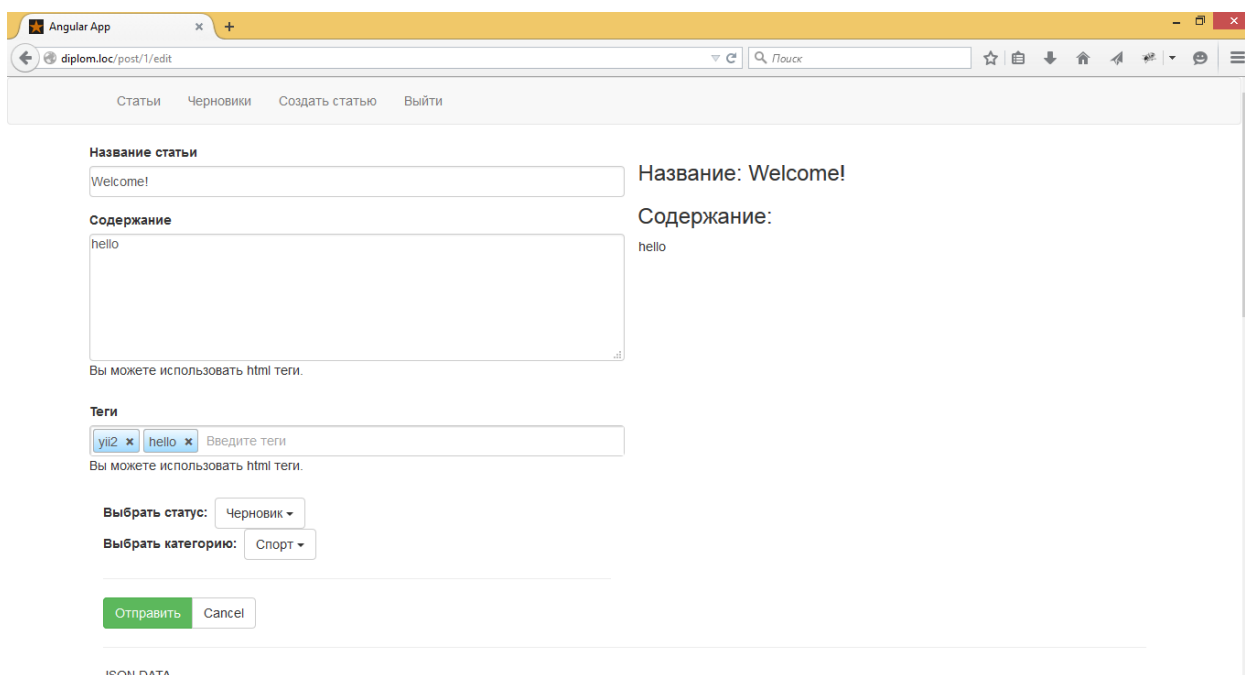 Angular App
diplom.loc/post/1/edit
Поиск
Статьи Черновики Создать статью Выйти
Название статьи
Welcome!
Содержание
hello
Вы можете использовать html теги.
Теги
yii2 hello Введите теги
Вы можете использовать html теги.
Выбрать статус: Черновик
Выбрать категорию: Спорт
Отправить Cancel
JSON DATA
Название: Welcome!
Содержание:
hello